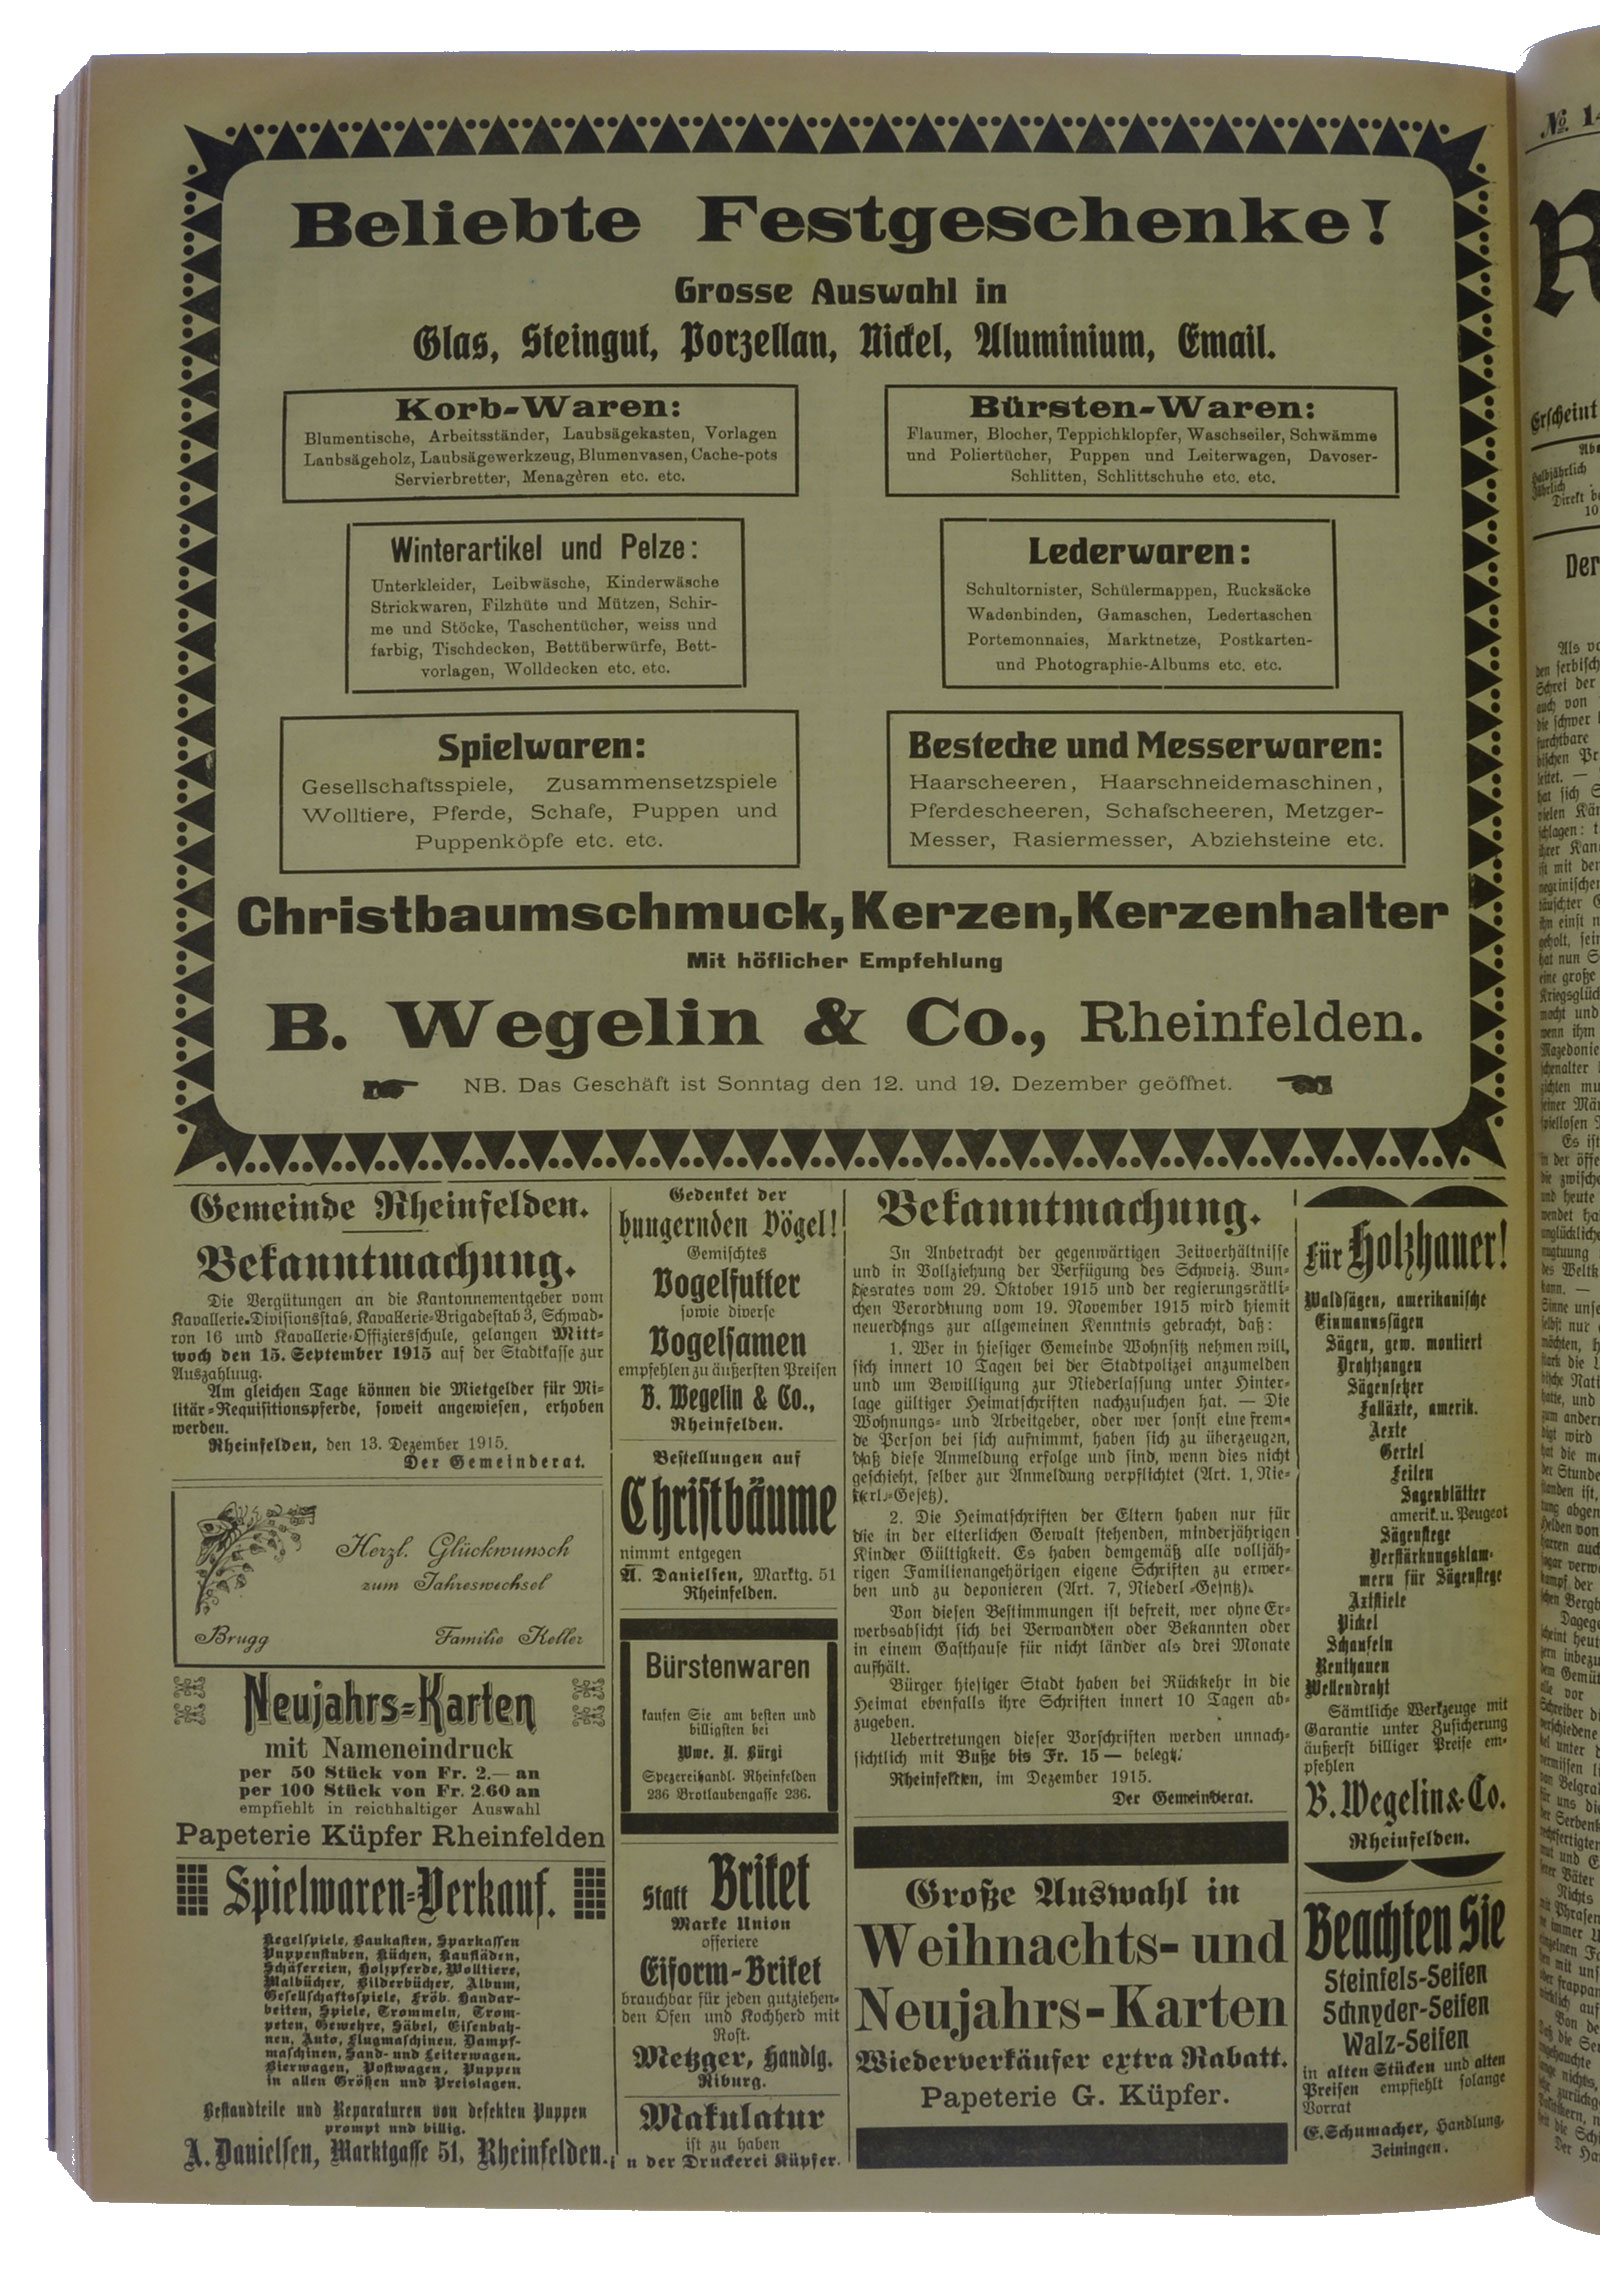 Beliebte Festgeschenke!
Grosse Auswahl in
Glas, Steingut, Porzellan, Nickel, Aluminium, Email.
Korb-Waren:
Blumentische, Arbeitsständer, Laubsägekasten, Vorlagen
Laubsägeholz, Laubsägewerkzeug, Blumenvasen, Cache-pots
Servierbretter, Menagèren etc. etc.
Bürsten-Waren:
Flaumer, Blocher, Teppichklopfer, Waschseiler, Schwämme
und Poliertücher, Puppen und Leiterwagen, Davoser-
Schlitten, Schlittschuhe etc. etc.
Winterartikel und Pelze:
Unterkleider, Leibwäsche, Kinderwäsche
Strickwaren, Filzhüte und Mützen, Schir-
me und Stöcke, Taschentücher, weiss und
farbig, Tischdecken, Bettüberwürfe, Bett-
vorlagen, Wolldecken etc. etc.
Lederwaren:
Schultornister, Schülermappen, Rucksäcke
Wadenbinden, Gamaschen, Ledertaschen
Portemonnaies, Marktnetze, Postkarten-
und Photographie-Albums etc. etc.
Spielwaren:
Gesellschaftsspiele, Zusammensetzspiele
Wolltiere, Pferde, Schafe, Puppen und
Puppenköpfe etc. etc.
Bestecke und Messerwaren:
Haarscheeren, Haarschneidemaschinen,
Pferdescheeren, Schafscheeren, Metzger-
Messer, Rasiermesser, Abziehsteine etc.
Christbaumschmuck, Kerzen, Kerzenhalter
Mit höflicher Empfehlung
B. Wegelin & Co., Rheinfelden.
NB. Das Geschäft ist Sonntag den 12. und 19. Dezember geöffnet.
Gemeinde Rheinfelden.
Bekanntmachung.
Die Vergütungen an die Kantonnementgeber vom
Kavallerie-Divisionsstab, Kavallerie-Brigadestab 3, Schwad-
ron 16 und Kavallerie-Offiziersschule, gelangen Mitt-
woch den 15. September 1915 auf der Stadtkasse zur
Auszahlung.
Am gleichen Tage können die Mietgelder für Mi-
litär-Requisitionspferde, soweit angewiesen, erhoben
werden.
Rheinfelden, den 13. Dezember 1915.
Der Gemeinderat.
Herzl. Glückwunsch
zum Jahreswechsel
Brugg Familie Keller
Neujahrs-Karten
mit Nameneindruck
per 50 Stück von Fr. 2.— an
per 100 Stück von Fr. 2.60 an
empfiehlt in reichhaltiger Auswahl
Papeterie Küpfer Rheinfelden
Spielwaren-Verkauf.
Kegelspiele, Baukasten, Sparkassen
Puppenstuben, Küchen, Kaufläden,
Schäfereien, Holzpferde, Wolltiere,
Malbücher, Bilderbücher, Album,
Gesellschaftsspiele, Fröb. Handar-
beiten, Spiele, Trommeln, Trom-
peten, Gewehre, Säbel, Eisenbah-
nen, Auto, Flugmaschinen, Dampf-
maschinen, Sand- und Leiterwagen.
Bierwagen, Postwagen, Puppen
in allen Größen und Preislagen.
Bestandteile und Reparaturen von defekten Puppen
prompt und billig.
A. Danielsen, Marktgasse 51, Rheinfelden.
Gedenket der
hungernden Vögel!
Gemischtes
Vogelfutter
sowie diverse
Vogelsamen
empfehlen zu äußersten Preisen
B. Wegelin & Co.,
Rheinfelden.
Bestellungen auf
Christbäume
nimmt entgegen
A. Danielsen, Marktg. 51
Rheinfelden.
Bürstenwaren
kaufen Sie am besten und
billigsten bei
Wwe. A. Bürgi
Spezereihandl. Rheinfelden
236 Brotlaubengasse 236.
Statt Briket
Marke Union
offeriere
Eiform-Briket
brauchbar für jeden gutziehen-
den Ofen und Kochherd mit
Rost.
Metzger, Handlg.
Riburg.
Makulatur
ist zu haben
n der Druckerei Küpfer.
Bekanntmachung.
In Anbetracht der gegenwärtigen Zeitverhältnisse
und in Vollziehung der Verfügung des Schweiz. Bun-
desrates vom 29. Oktober 1915 und der regierungsrätli-
chen Verordnung vom 19. November 1915 wird hiemit
neuerdings zur allgemeinen Kenntnis gebracht, daß:
1. Wer in hiesiger Gemeinde Wohnsitz nehmen will,
sich innert 10 Tagen bei der Stadtpolizei anzumelden
und um Bewilligung zur Niederlassung unter Hinter-
lage gültiger Heimatschriften nachzusuchen hat. — Die
Wohnungs- und Arbeitgeber, oder wer sonst eine frem-
de Person bei sich aufnimmt, haben sich zu überzeugen,
daß diese Anmeldung erfolge und sind, wenn dies nicht
geschieht, selber zur Anmeldung verpflichtet (Art. 1, Nie-
derl.-Gesetz).
2. Die Heimatschriften der Eltern haben nur für
die in der elterlichen Gewalt stehenden, minderjährigen
Kinder Gültigkeit. Es haben demgemäß alle volljäh-
rigen Familienangehörigen eigene Schriften zu erwer-
ben und zu deponieren (Art. 7, Niederl.-Gesntz).
Von diesen Bestimmungen ist befreit, wer ohne Er-
werbsabsicht sich bei Verwandten oder Bekannten oder
in einem Gasthause für nicht länder als drei Monate
aufhält.
Bürger hiesiger Stadt haben bei Rückkehr in die
Heimat ebenfalls ihre Schriften innert 10 Tagen ab-
zugeben.
Uebertretungen dieser Vorschriften werden unnach-
sichtlich mit Buße bis Fr. 15 — belegt.
Rheinfelden, im Dezember 1915.
Der Gemeinderat.
Große Auswahl in
Weihnachts- und
Neujahrs-Karten
Wiederverkäufer extra Rabatt.
Papeterie G. Küpfer.
Für Holzhauer!
Waldsägen, amerikanische
Einmannssägen
Sägen, gew. montiert
Drahtzangen
Sägensetzer
Falläxte, amerik.
Aexte
Gertel
Feilen
Sagenblätter
amerik. u. Peugeot
Sägenstege
Verstärkungsklam-
mern für Sägenstege
Axtstiele
Pickel
Schaufeln
Reuthauen
Wellendraht
Sämtliche Werkzeuge mit
Garantie unter Zusicherung
äußerst billiger Preise em-
pfehlen
B. Wegelin & Co.
Rheinfelden.
Beachten Sie
Steinfels-Seifen
Schnyder-Seifen
Walz-Seifen
in alten Stücken und alten
Preisen empfiehlt solange
Vorrat
E. Schumacher, Handlung,
Zeiningen.
№ 14
Erscheint
Der